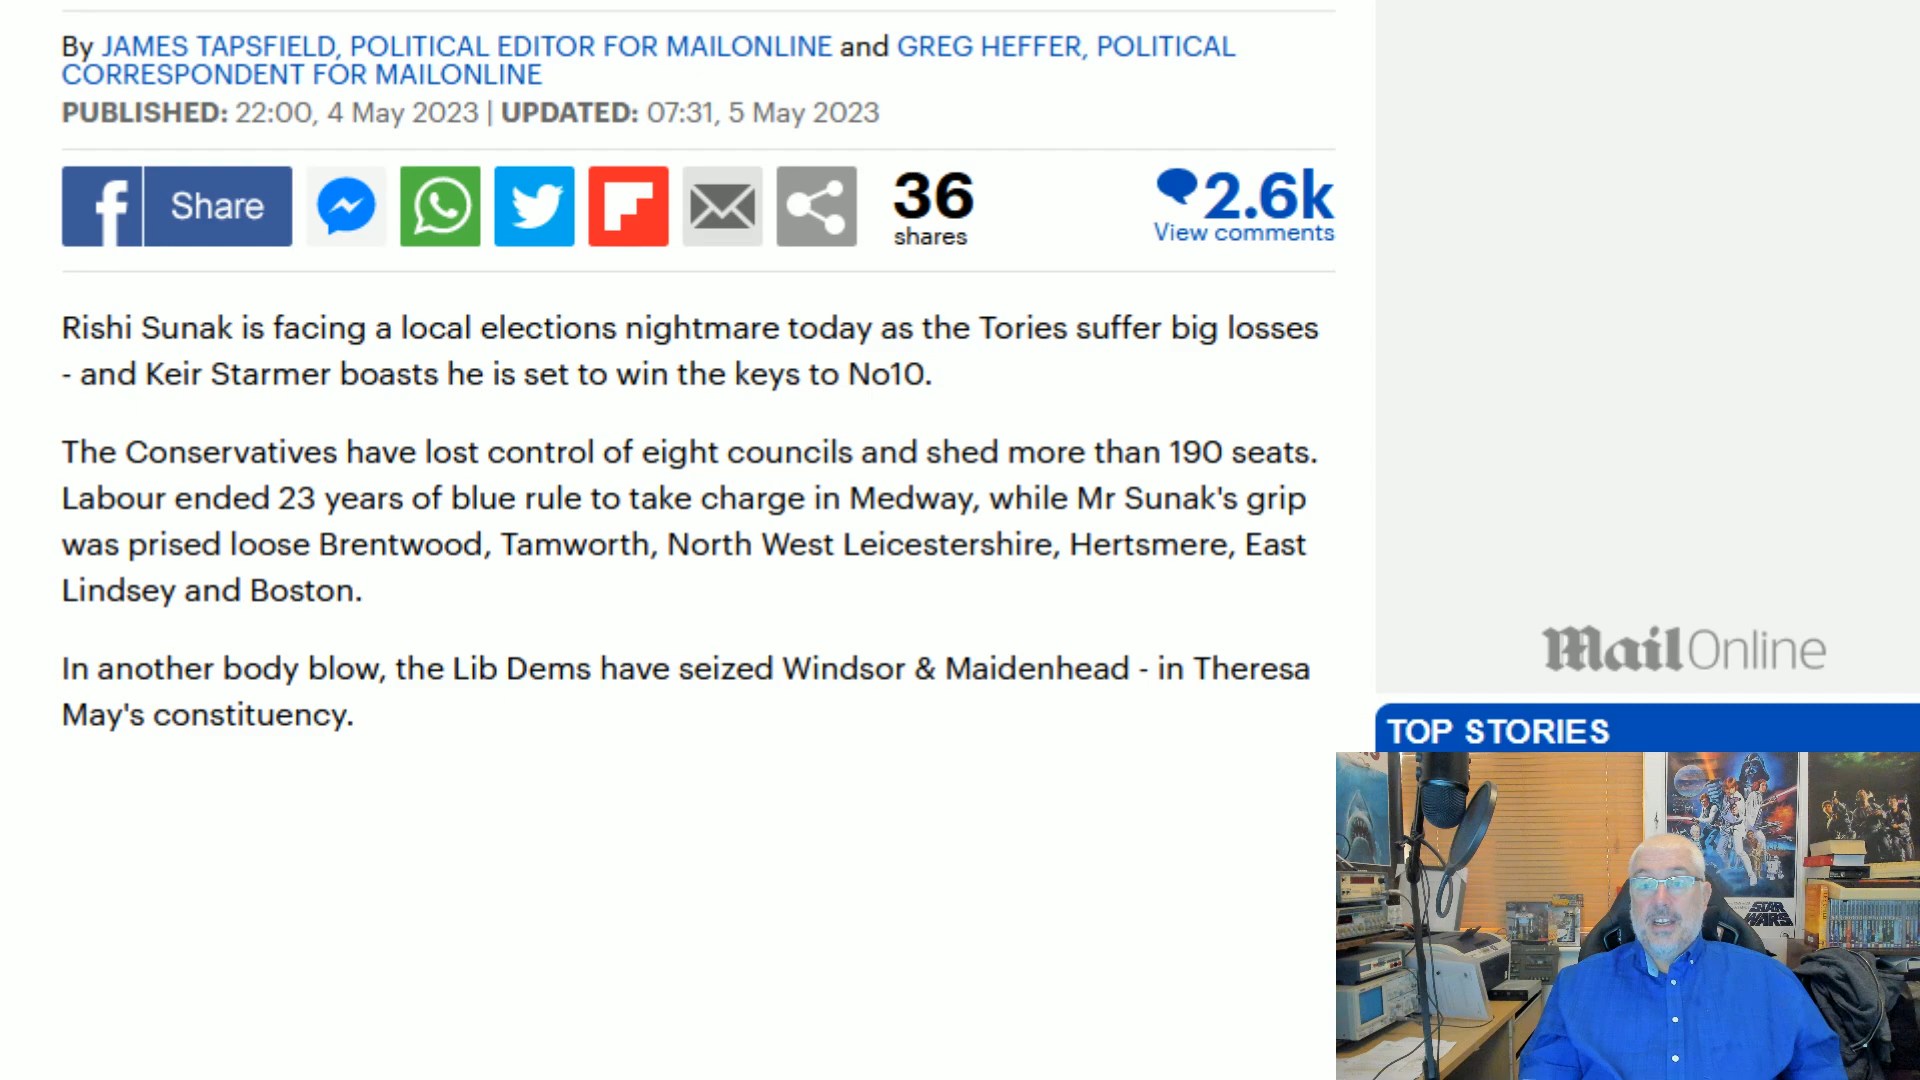 By JAMES TAPSFIELD, POLITICAL EDITOR FOR MAILONLINE and GREG HEFFER, POLITICAL
CORRESPONDENT FOR MAILONLINE
PUBLISHED: 22:00, 4 May 2023 | UPDATED: 07:31, 5 May 2023
f Share
36
shares
2.6k
View comments
Rishi Sunak is facing a local elections nightmare today as the Tories suffer big losses
- and Keir Starmer boasts he is set to win the keys to No10.
The Conservatives have lost control of eight councils and shed more than 190 seats.
Labour ended 23 years of blue rule to take charge in Medway, while Mr Sunak's grip
was prised loose Brentwood, Tamworth, North West Leicestershire, Hertsmere, East
Lindsey and Boston.
In another body blow, the Lib Dems have seized Windsor & Maidenhead - in Theresa
May's constituency.
Mail Online
TOP STORIES
STAR
WARS